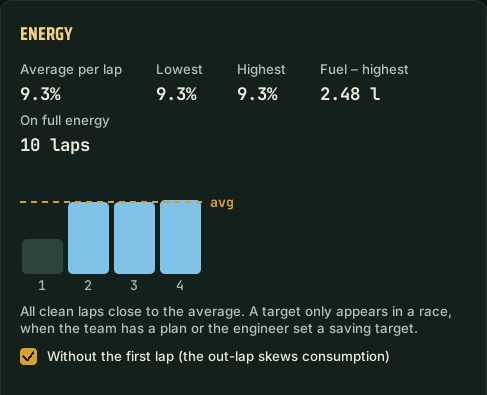 ENERGY
Average per lap Lowest Highest Fuel – highest
9.3% 9.3% 9.3% 2.48 l
On full energy
10 laps
avg
1 2 3 4
All clean laps close to the average. A target only appears in a race,
when the team has a plan or the engineer set a saving target.
Without the first lap (the out-lap skews consumption)